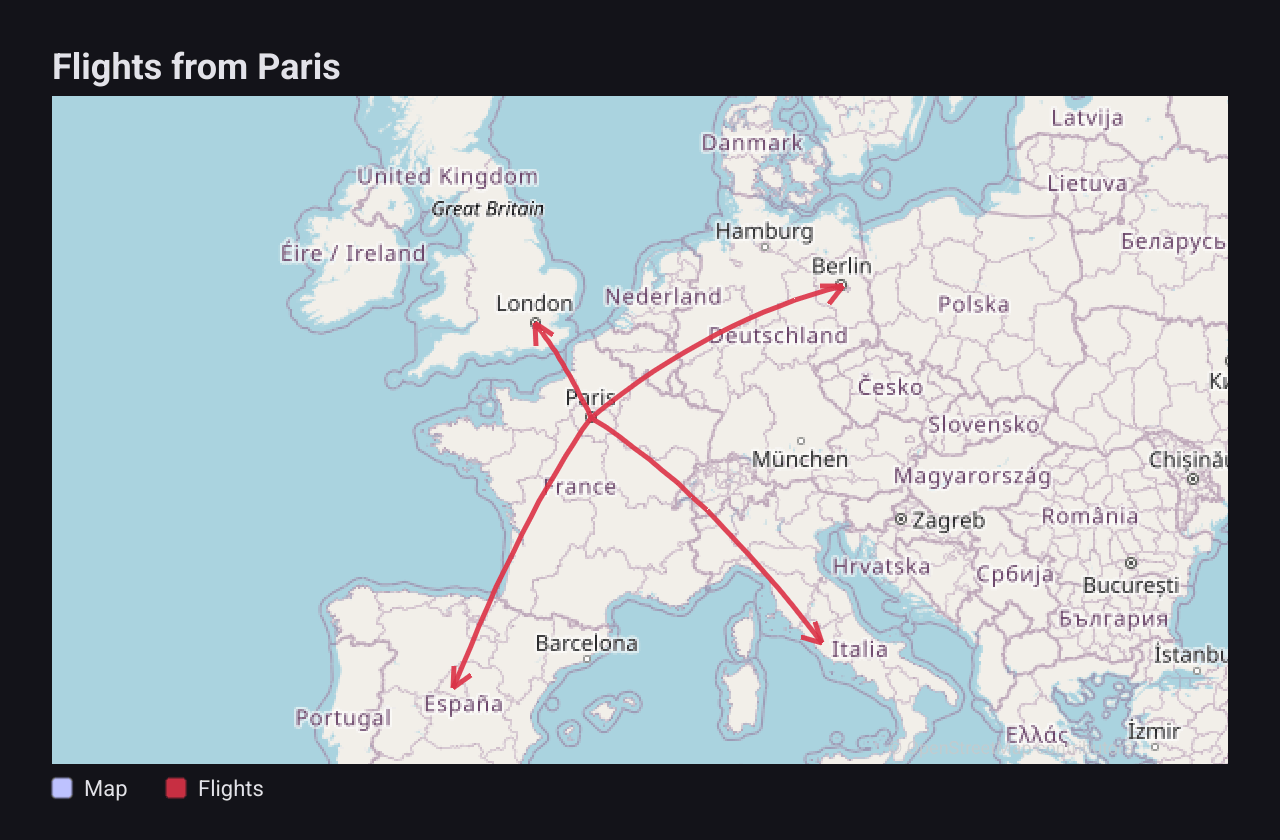 Flights from Paris
Latvija
Danmark
United Kingdom
Lietuva
Great Britain
Hamburg
Беларусь
Éire / Ireland
Berlin
Nederland
London
Polska
Deutschland
Česko
Paris
Slovensko
München
Chișinău
Magyarország
France
România
Zagreb
Hrvatska
Србија
București
България
Barcelona
Italia
İstanbu
España
Portugal
İzmir
Ελλάς
Map
Flights